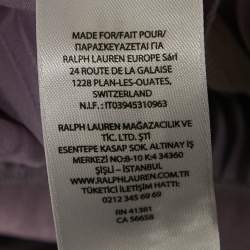 MADE FOR/FAIT POUR/
ΠΑΡΑΣΚΕΥΑΖΕΤΑΙ ΓΙΑ
RALPH LAUREN EUROPE Sàrl
24 ROUTE DE LA GALAISE
1228 PLAN-LES-OUATES,
SWITZERLAND
N.I.F.:IT03945310963
RALPH LAUREN MAĞAZACILIK VE
TİC. LTD. ŞTİ
ESENTEPE KASAP SOK. ALTINAY İŞ
MERKEZİ NO:8-10 K:4 34360
ŞİŞLİ - İSTANBUL
WWW.RALPHLAUREN.COM.TR
TÜKETİCİ İLETİŞİM HATTI:
0212 345 69 69
RN 41381
CA 56658